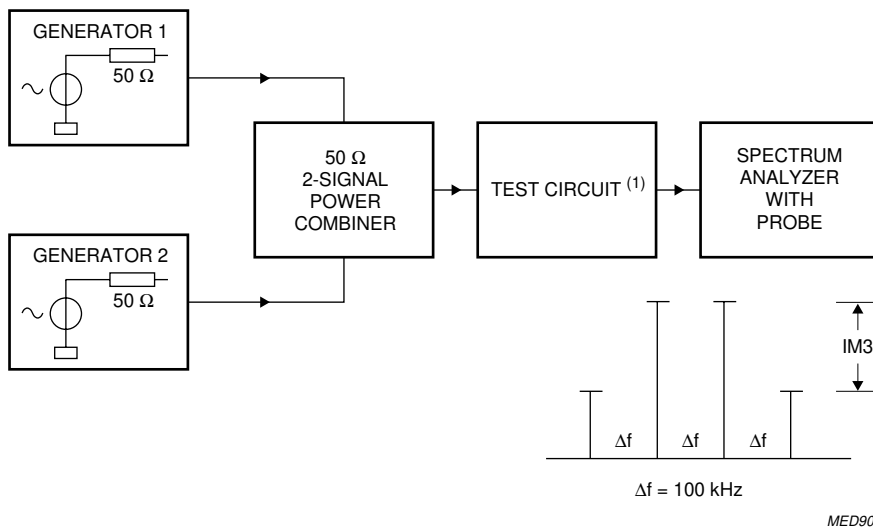 GENERATOR 1
50 Ω
50 Ω
2-SIGNAL
POWER
COMBINER
TEST CIRCUIT (1)
SPECTRUM
ANALYZER
WITH
PROBE
GENERATOR 2
50 Ω
IM3
Δf Δf Δf
Δf = 100 kHz
MED90